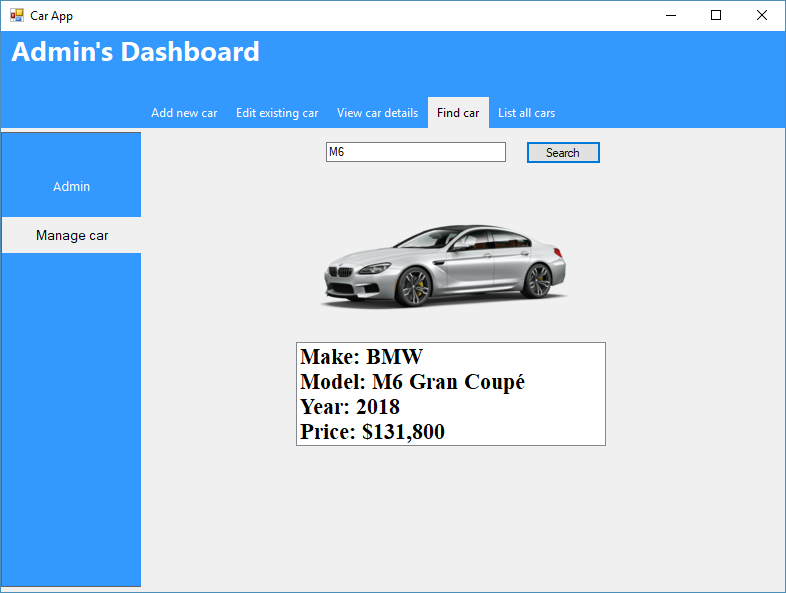 Car App
Admin's Dashboard
Add new car Edit existing car View car details Find car List all cars
M6 Search
Admin
Manage car
Make: BMW
Model: M6 Gran Coupé
Year: 2018
Price: $131,800